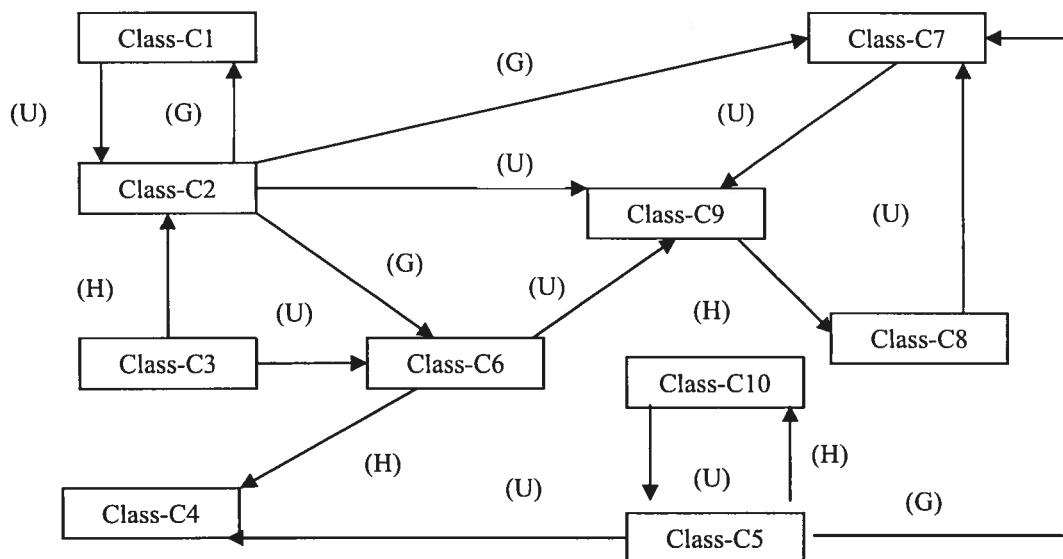 Class-C1
Class-C7
(G)
(U)
(G)
(U)
(U)
Class-C2
Class-C9
(U)
(G)
(H)
(U)
(U)
(H)
Class-C8
Class-C3
Class-C6
Class-C10
(H)
(H)
(U)
(U)
(G)
Class-C4
Class-C5